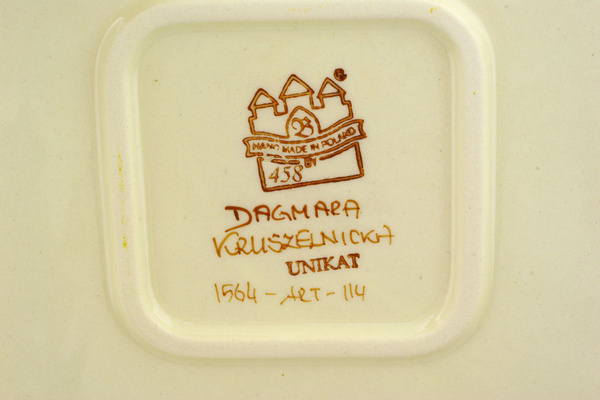 B
HAND MADE IN POLAND
458
DAGMARA
KRUSZELNICKA
UNIKAT
1564-ART-114